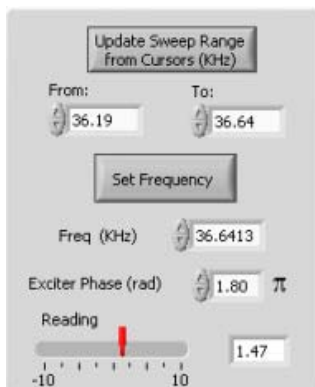 Update Sweep Range
from Cursors (KHz)
From: To:
36.19 36.64
Set Frequency
Freq (KHz) 36.6413
Exciter Phase (rad) 1.80 π
Reading
1.47
-10 10